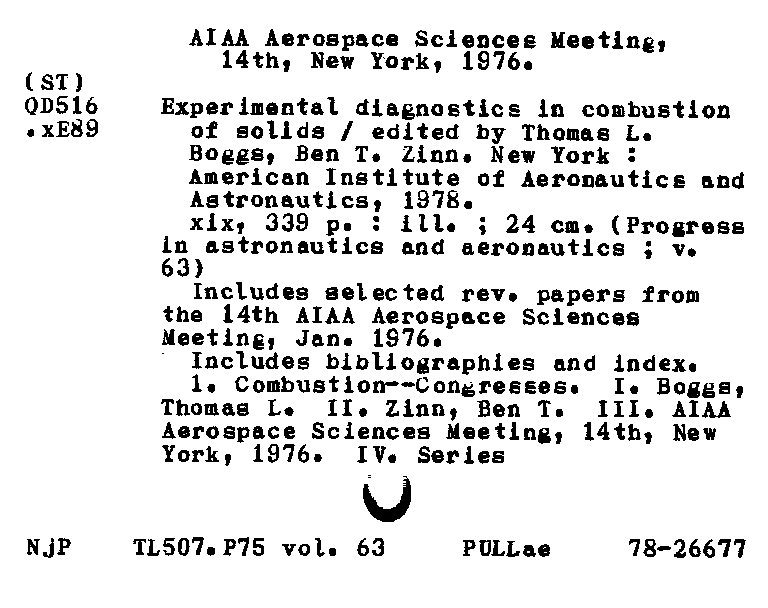 AIAA Aerospace Sciences Meeting,
14th, New York, 1976.
(ST)
QD516 Experimental diagnostics in combustion
.xE89 of solids / edited by Thomas L.
Boggs, Ben T. Zinn. New York :
American Institute of Aeronautics and
Astronautics, 1978.
xix, 339 p. : ill. ; 24 cm. (Progress
in astronautics and aeronautics ; v.
63)
Includes selected rev. papers from
the 14th AIAA Aerospace Sciences
Meeting, Jan. 1976.
Includes bibliographies and index.
1. Combustion--Congresses. I. Boggs,
Thomas L. II. Zinn, Ben T. III. AIAA
Aerospace Sciences Meeting, 14th, New
York, 1976. IV. Series
NjP TL507.P75 vol. 63 PULLae 78-26677